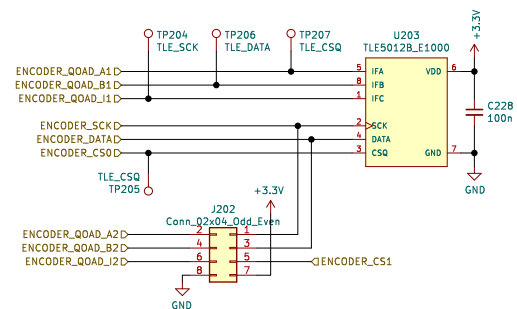 TP204
TLE_SCK
TP206
TLE_DATA
TP207
TLE_CSQ
U203
TLE5012B_E1000
+3.3V
ENCODER_QOAD_A1
5
IFA
VDD
6
ENCODER_QOAD_B1
8
IFB
ENCODER_QOAD_I1
1
IFC
C228
100n
ENCODER_SCK
2
SCK
ENCODER_DATA
4
DATA
ENCODER_CS0
3
CSQ
GND
7
TLE_CSQ
TP205
GND
J202
+3.3V
Conn_02x04_Odd_Even
ENCODER_QOAD_A2
2
1
ENCODER_QOAD_B2
4
3
ENCODER_QOAD_I2
6
5
ENCODER_CS1
8
7
GND